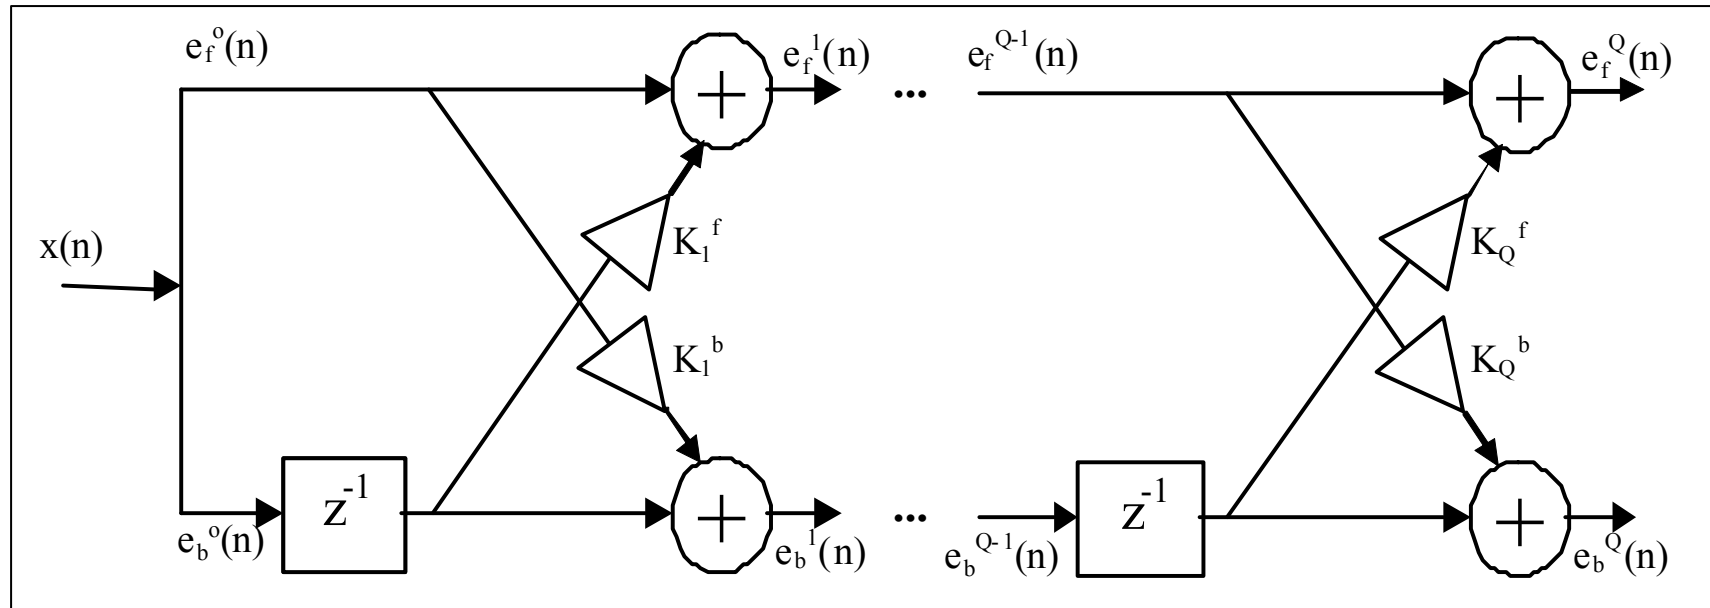 e_f^o(n)
e_f^1(n)
...
e_f^{Q-1}(n)
e_f^Q(n)
+
+
x(n)
K_1^f
K_Q^f
K_1^b
K_Q^b
z^{-1}
+
z^{-1}
+
e_b^o(n)
e_b^1(n)
...
e_b^{Q-1}(n)
e_b^Q(n)